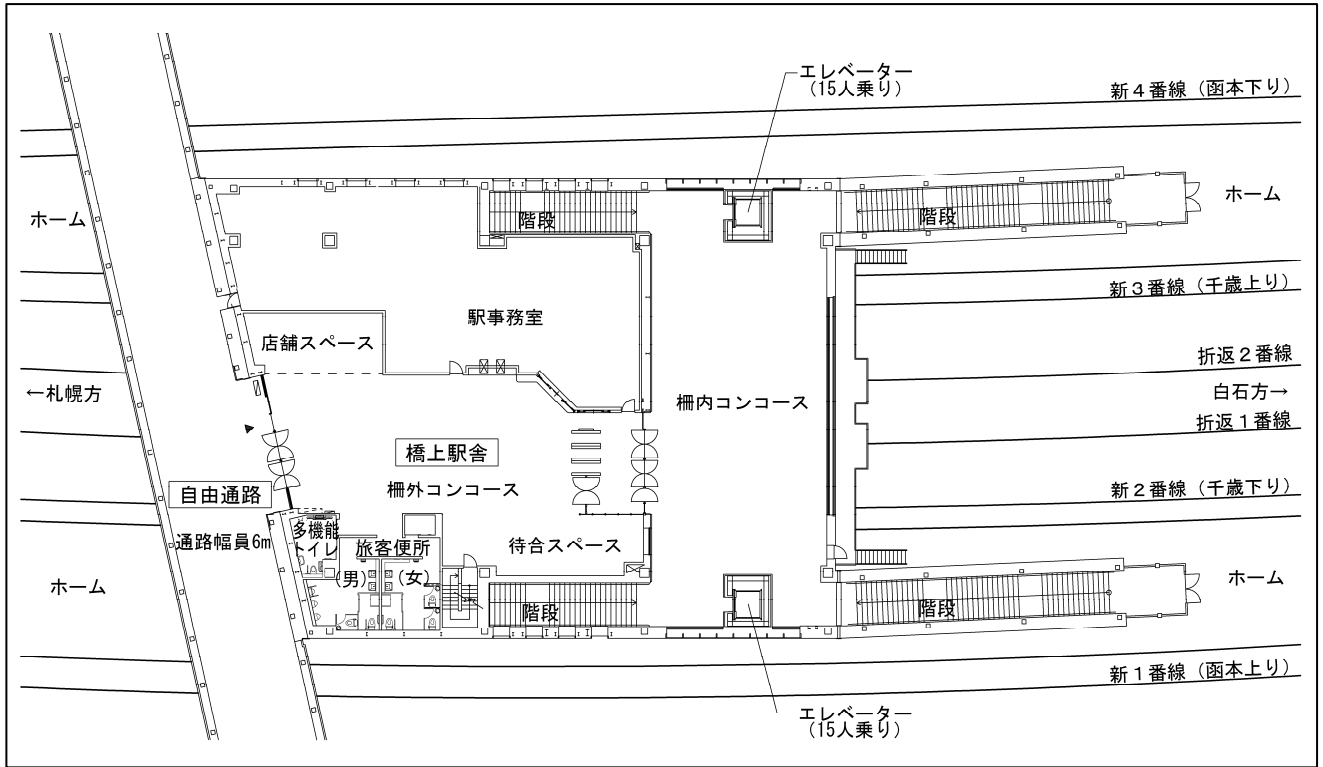 エレベーター
(15人乗り)
新４番線（函本下り）
ホーム
階段
階段
ホーム
新３番線（千歳上り）
駅事務室
店舗スペース
折返２番線
←札幌方
白石方→
柵内コンコース
折返１番線
橋上駅舎
柵外コンコース
自由通路
新２番線（千歳下り）
多機能
トイレ
通路幅員6m
旅客便所
待合スペース
(男)
(女)
ホーム
ホーム
階段
階段
新１番線（函本上り）
エレベーター
(15人乗り)